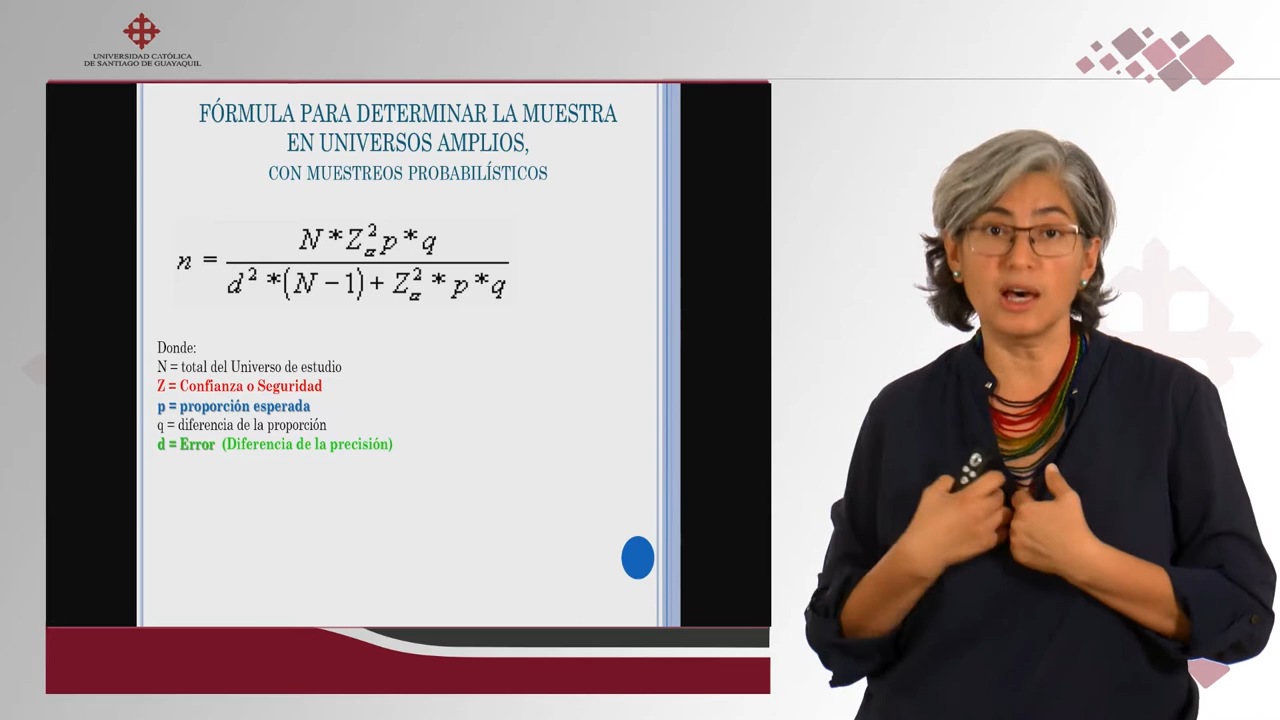 UNIVERSIDAD CATÓLICA
DE SANTIAGO DE GUAYAQUIL
FÓRMULA PARA DETERMINAR LA MUESTRA
EN UNIVERSOS AMPLIOS,
CON MUESTREOS PROBABILÍSTICOS
n = N * Z²ₐ p * q / d² * (N − 1) + Z²ₐ * p * q
Donde:
N = total del Universo de estudio
Z = Confianza o Seguridad
p = proporción esperada
q = diferencia de la proporción
d = Error (Diferencia de la precisión)